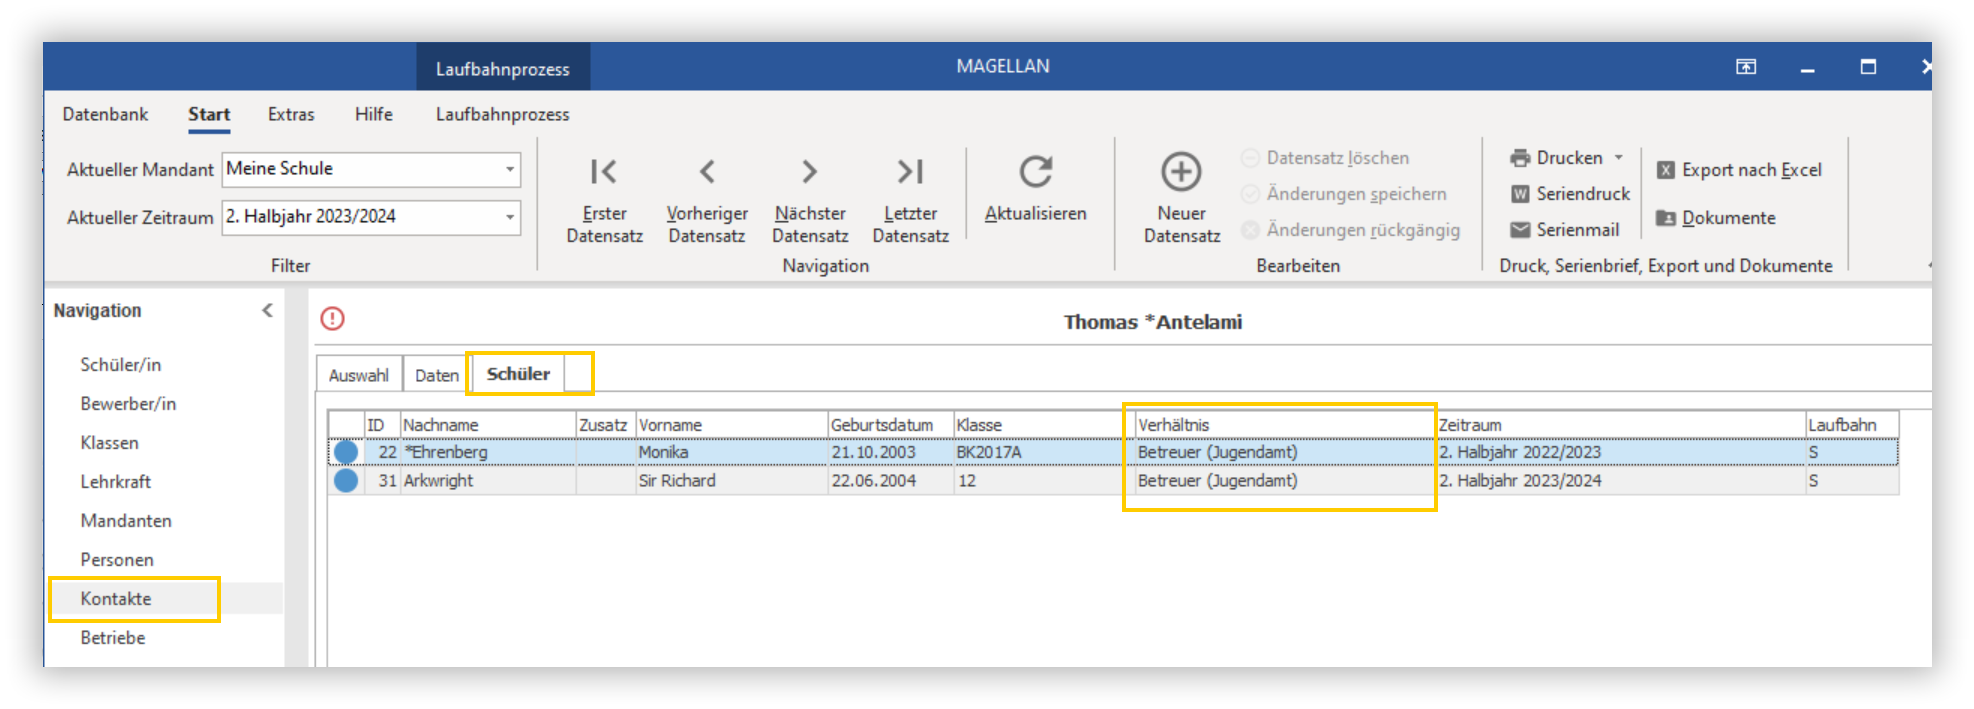 Laufbahnprozess
MAGELLAN
Datenbank Start Extras Hilfe Laufbahnprozess
Aktueller Mandant Meine Schule
Aktueller Zeitraum 2. Halbjahr 2023/2024
Filter
Erster Datensatz
Vorheriger Datensatz
Nächster Datensatz
Letzter Datensatz
Aktualisieren
Navigation
Neuer Datensatz
Datensatz löschen
Änderungen speichern
Änderungen rückgängig
Bearbeiten
Drucken
Seriendruck
Serienmail
Export nach Excel
Dokumente
Druck, Serienbrief, Export und Dokumente
Navigation
Schüler/in
Bewerber/in
Klassen
Lehrkraft
Mandanten
Personen
Kontakte
Betriebe
Thomas *Antelami
Auswahl Daten Schüler
ID Nachname Zusatz Vorname Geburtsdatum Klasse Verhältnis Zeitraum Laufbahn
22 *Ehrenberg Monika 21.10.2003 BK2017A Betreuer (Jugendamt) 2. Halbjahr 2022/2023 S
31 Arkwright Sir Richard 22.06.2004 12 Betreuer (Jugendamt) 2. Halbjahr 2023/2024 S